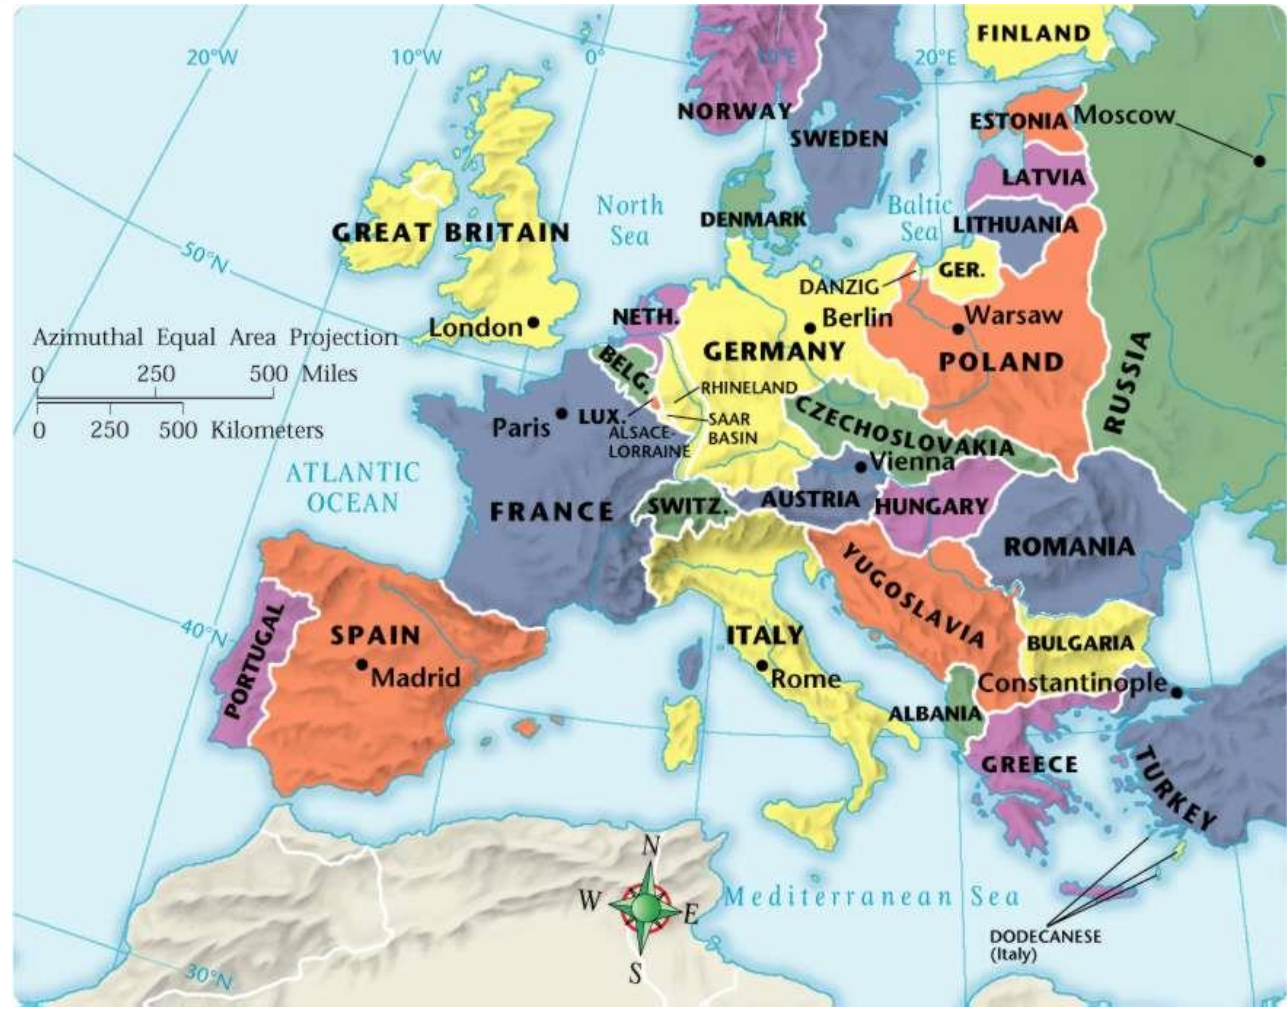 20°W
10°W
0°
10°E
20°E
FINLAND
NORWAY
SWEDEN
ESTONIA
Moscow
LATVIA
LITHUANIA
North
Sea
DENMARK
Baltic
Sea
GREAT BRITAIN
50°N
DANZIG
GER.
NETH.
London
Berlin
Warsaw
Azimuthal Equal Area Projection
0 250 500 Miles
0 250 500 Kilometers
GERMANY
POLAND
RUSSIA
BELG.
RHINELAND
Paris
LUX.
SAAR
BASIN
ALSACE-
LORRAINE
CZECHOSLOVAKIA
Vienna
ATLANTIC
OCEAN
FRANCE
SWITZ.
AUSTRIA
HUNGARY
ROMANIA
YUGOSLAVIA
40°N
PORTUGAL
SPAIN
Madrid
ITALY
Rome
BULGARIA
Constantinople
ALBANIA
GREECE
TURKEY
N
W
E
S
Mediterranean Sea
DODECANESE
(Italy)
30°N